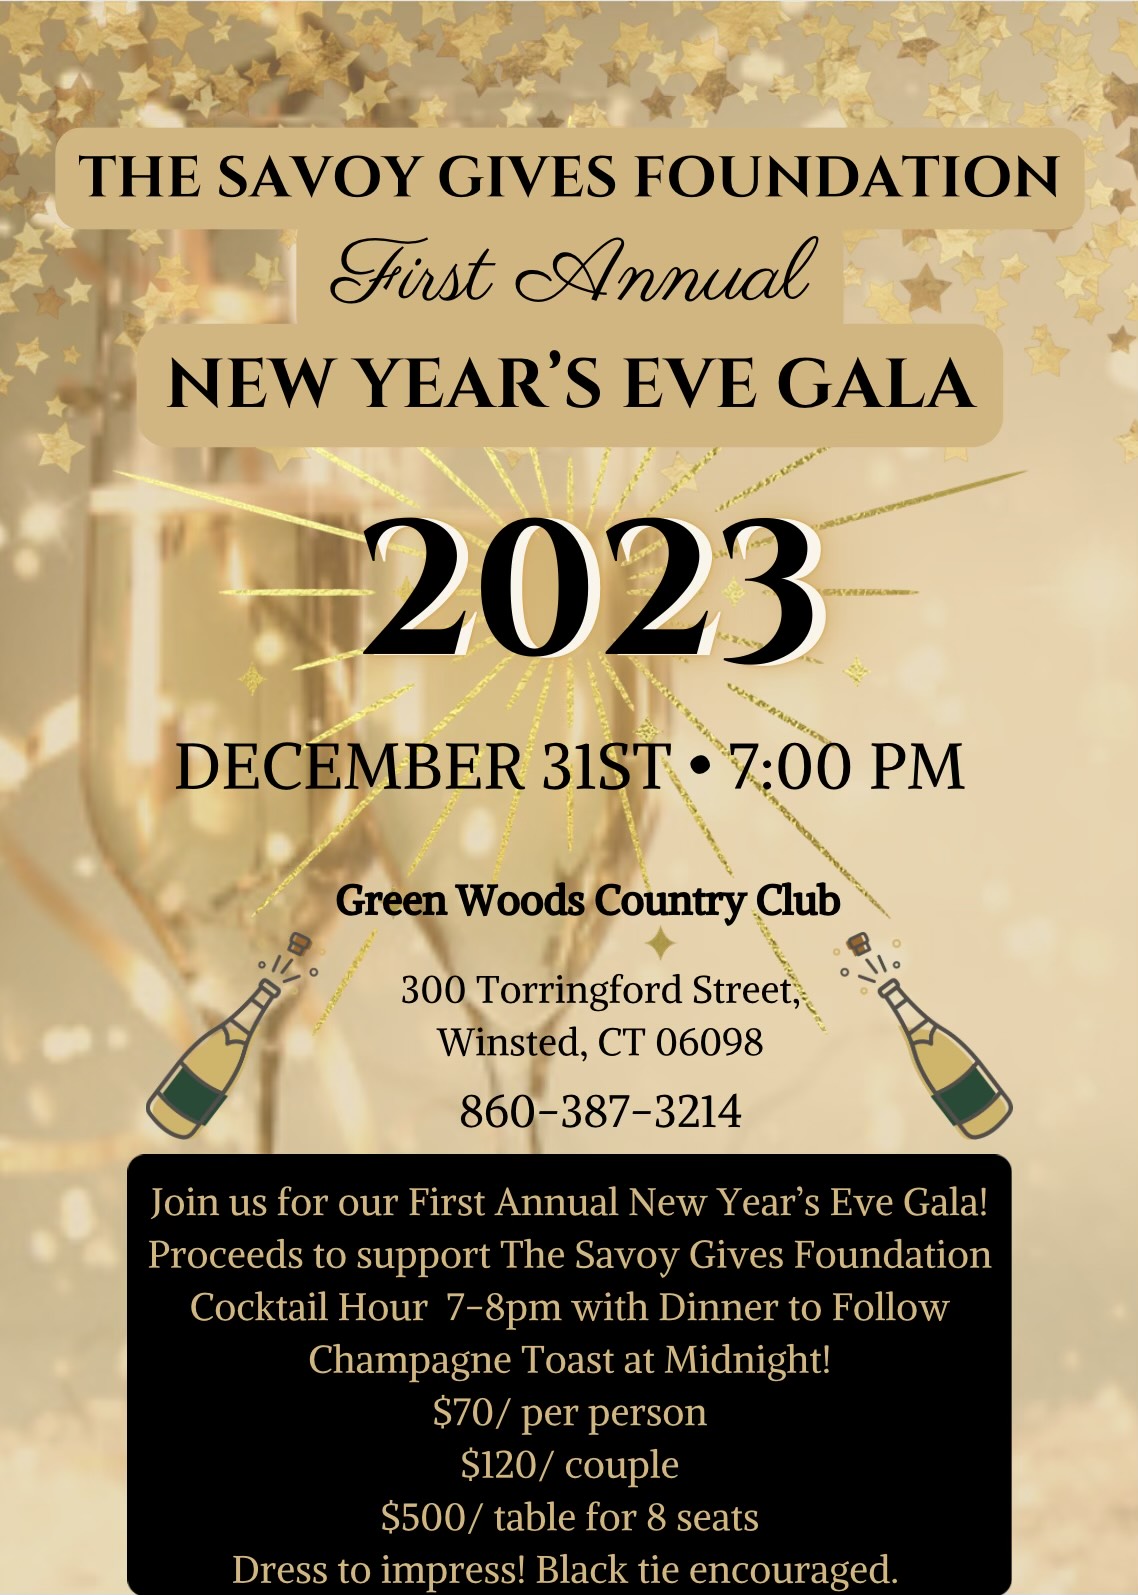 THE SAVOY GIVES FOUNDATION
First Annual
NEW YEAR’S EVE GALA
2023
DECEMBER 31ST • 7:00 PM
Green Woods Country Club
300 Torringford Street,
Winsted, CT 06098
860-387-3214
Join us for our First Annual New Year’s Eve Gala!
Proceeds to support The Savoy Gives Foundation
Cocktail Hour 7-8pm with Dinner to Follow
Champagne Toast at Midnight!
$70/ per person
$120/ couple
$500/ table for 8 seats
Dress to impress! Black tie encouraged.